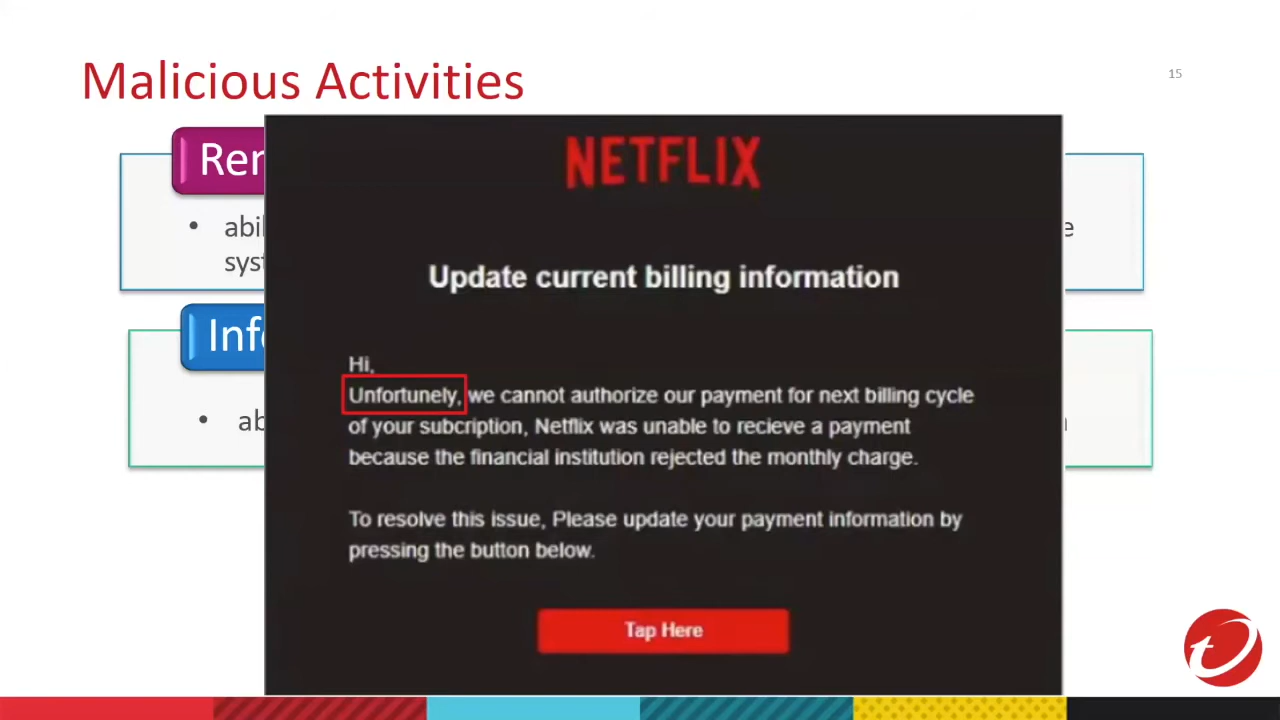 Malicious Activities
15
NETFLIX
Update current billing information
Hi,
Unfortunely, we cannot authorize our payment for next billing cycle
of your subcription, Netflix was unable to recieve a payment
because the financial institution rejected the monthly charge.
To resolve this issue, Please update your payment information by
pressing the button below.
Tap Here